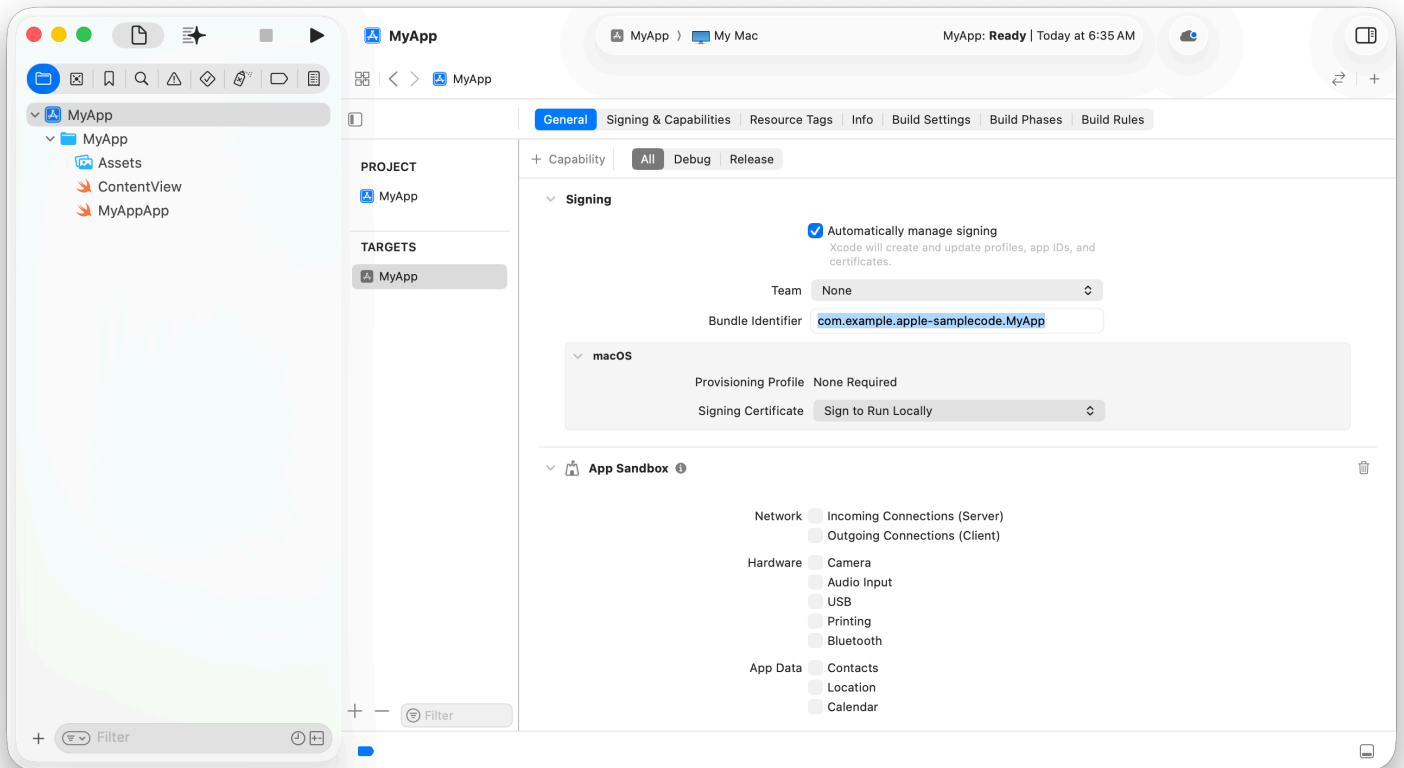 MyApp
MyApp 〉 My Mac
MyApp: Ready | Today at 6:35 AM
MyApp
MyApp
MyApp
Assets
ContentView
MyAppApp
Filter
PROJECT
MyApp
TARGETS
MyApp
Filter
General
Signing & Capabilities
Resource Tags
Info
Build Settings
Build Phases
Build Rules
+ Capability
All
Debug
Release
Signing
Automatically manage signing
Xcode will create and update profiles, app IDs, and
certificates.
Team None
Bundle Identifier com.example.apple-samplecode.MyApp
macOS
Provisioning Profile None Required
Signing Certificate Sign to Run Locally
App Sandbox
Network Incoming Connections (Server)
Outgoing Connections (Client)
Hardware Camera
Audio Input
USB
Printing
Bluetooth
App Data Contacts
Location
Calendar